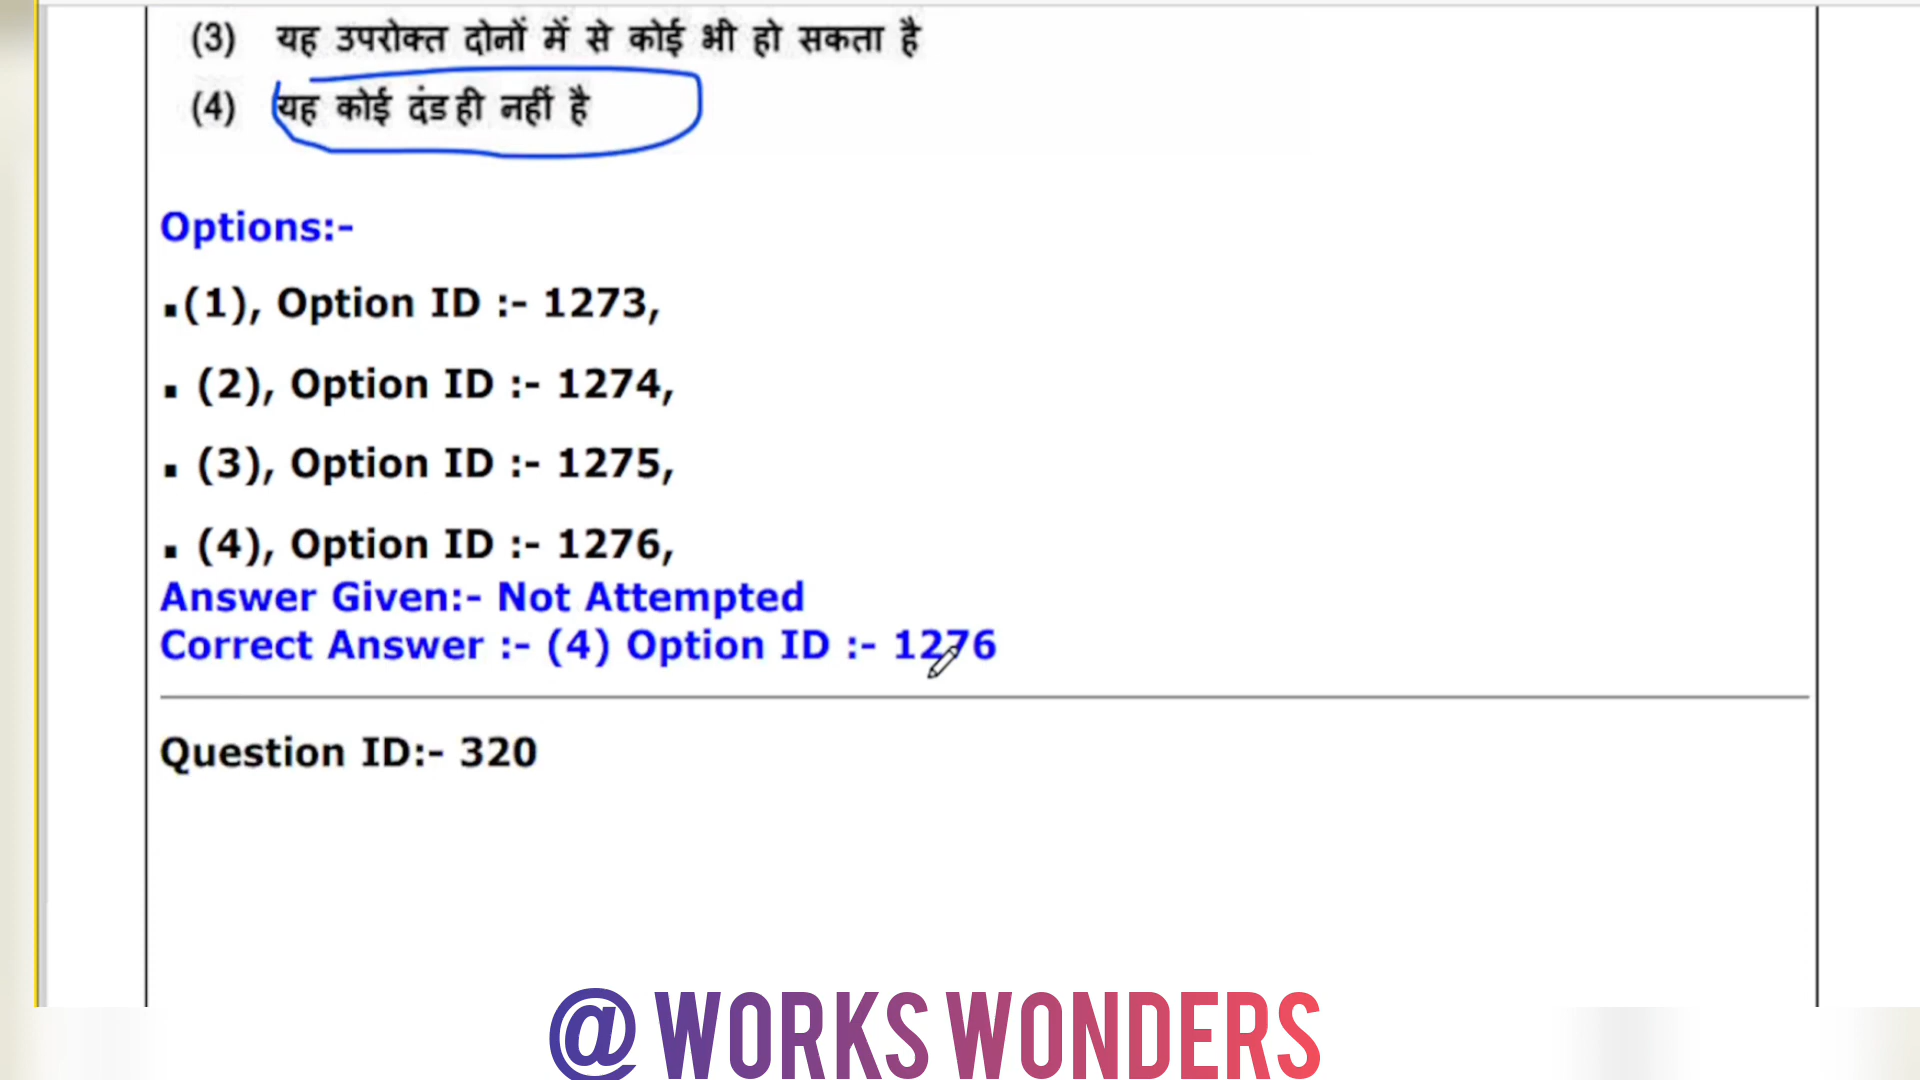 (3) यह उपरोक्त दोनों में से कोई भी हो सकता है
(4) यह कोई दंड ही नहीं है
Options:-
(1), Option ID :- 1273,
(2), Option ID :- 1274,
(3), Option ID :- 1275,
(4), Option ID :- 1276,
Answer Given:- Not Attempted
Correct Answer :- (4) Option ID :- 1276
Question ID:- 320
@ WORKS WONDERS